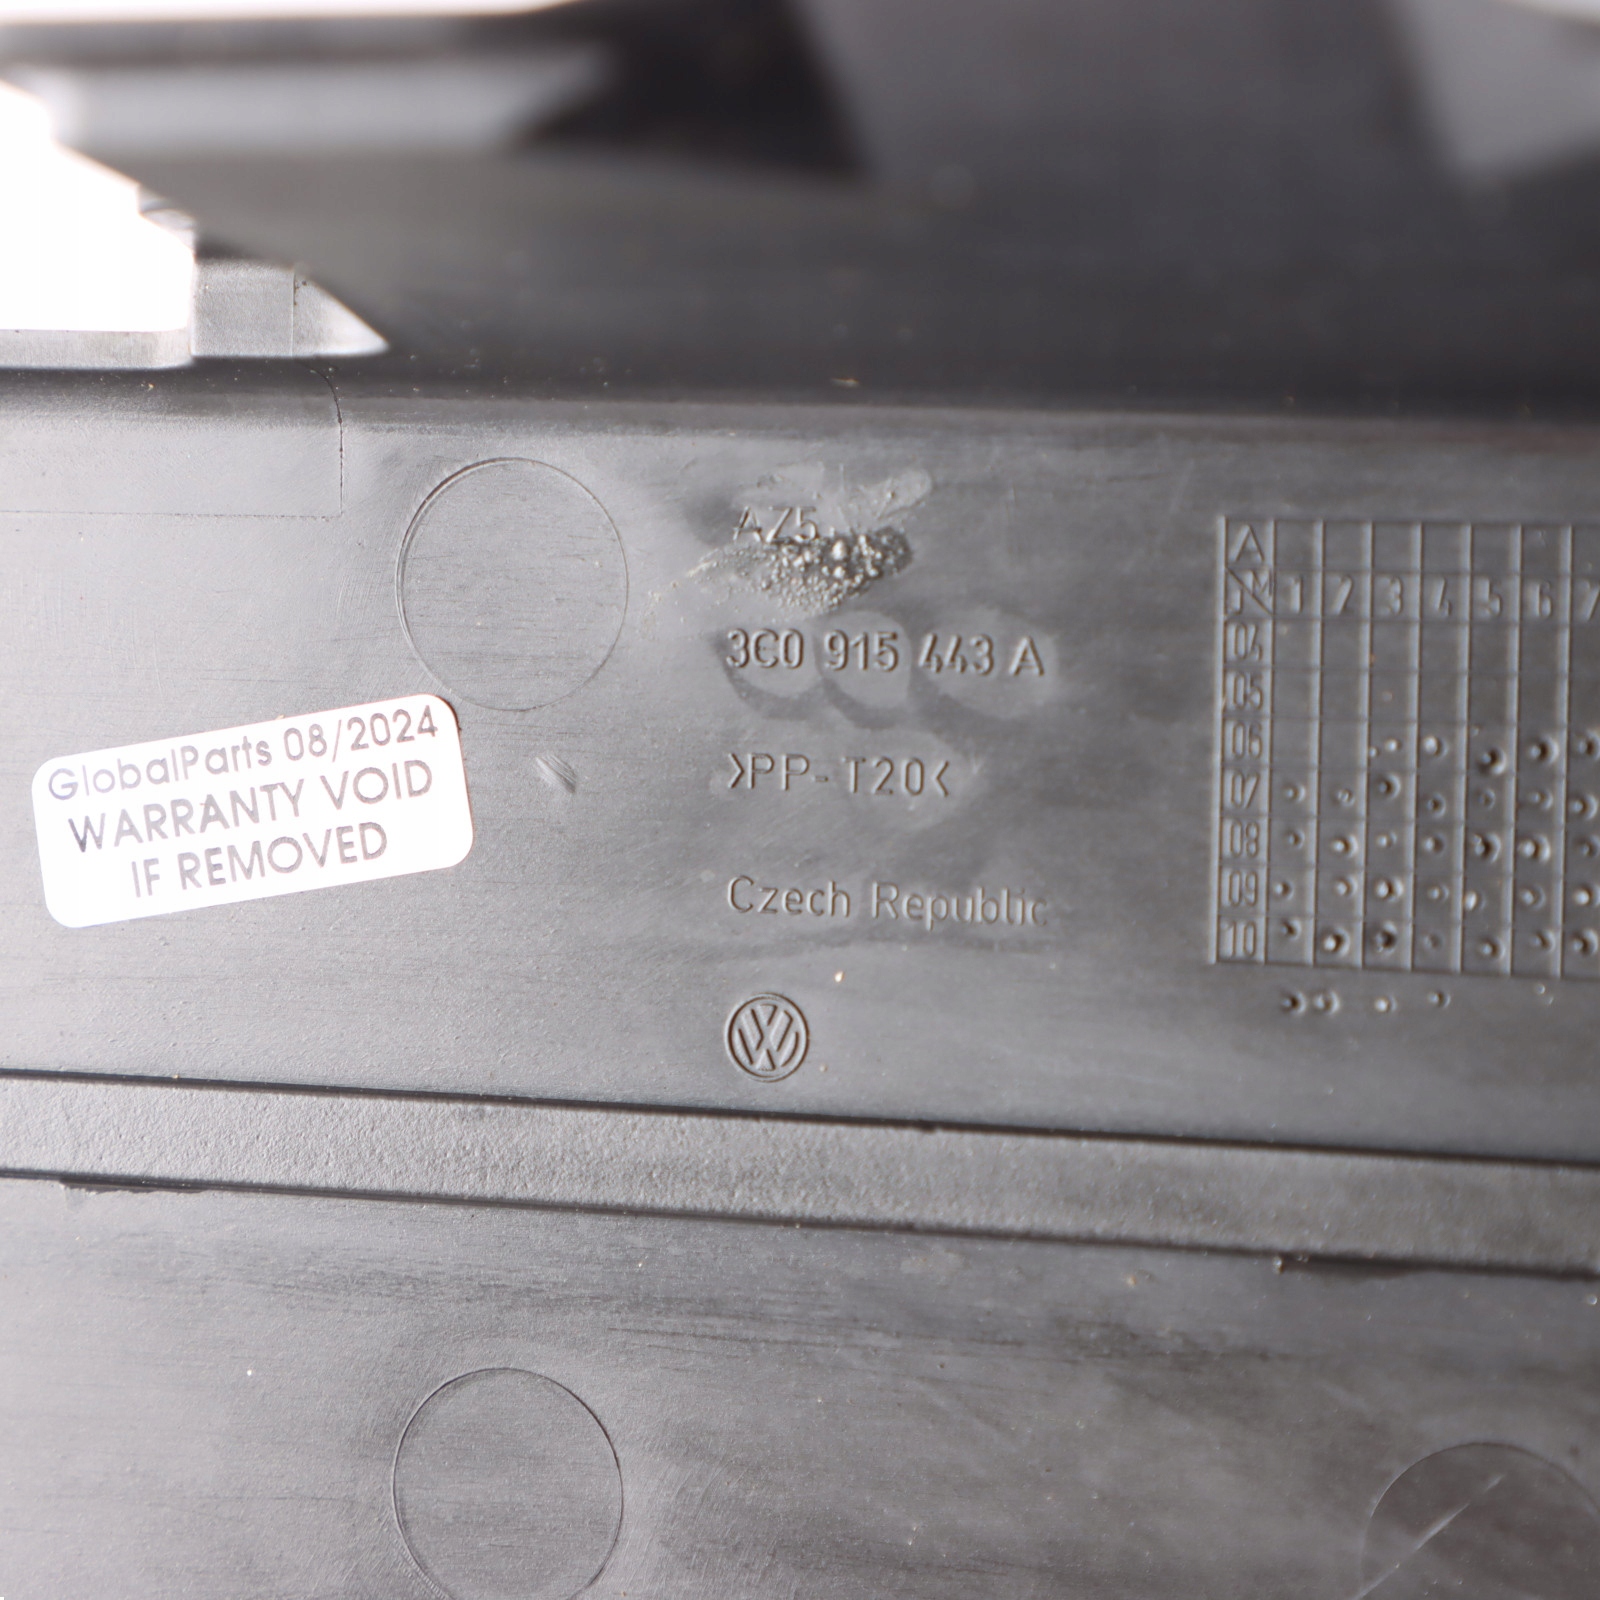 AZ5
3C0 915 443 A
>PP-T20<
Czech Republic
GlobalParts 08/2024
WARRANTY VOID
IF REMOVED
A
M 1 2 3 4 5 6 7
04
05
06
07
08
09
10